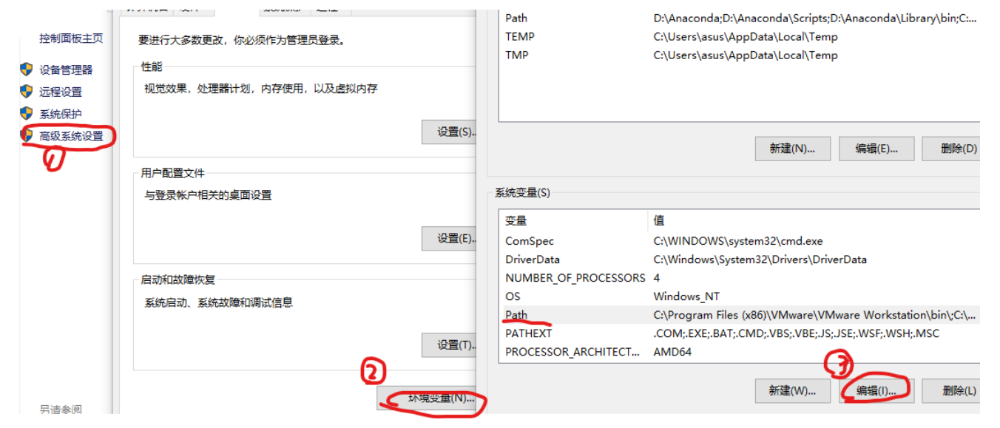 控制面板主页
设备管理器
远程设置
系统保护
高级系统设置
1
另请参阅
要进行大多数更改，你必须作为管理员登录。
性能
视觉效果，处理器计划，内存使用，以及虚拟内存
设置(S)..
用户配置文件
与登录帐户相关的桌面设置
设置(E)..
启动和故障恢复
系统启动、系统故障和调试信息
设置(T)..
2
环境变量(N)...
Path D:\Anaconda;D:\Anaconda\Scripts;D:\Anaconda\Library\bin;C:...
TEMP C:\Users\asus\AppData\Local\Temp
TMP C:\Users\asus\AppData\Local\Temp
新建(N)... 编辑(E)... 删除(D)
系统变量(S)
变量 值
ComSpec C:\WINDOWS\system32\cmd.exe
DriverData C:\Windows\System32\Drivers\DriverData
NUMBER_OF_PROCESSORS 4
OS Windows_NT
Path C:\Program Files (x86)\VMware\VMware Workstation\bin\;C:\...
PATHEXT .COM;.EXE;.BAT;.CMD;.VBS;.VBE;.JS;.JSE;.WSF;.WSH;.MSC
PROCESSOR_ARCHITECT... AMD64
3
新建(W)... 编辑(I)... 删除(L)